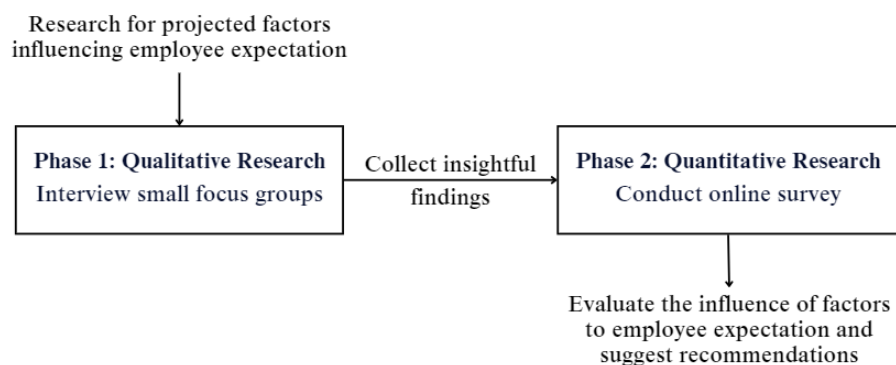 Research for projected factors
influencing employee expectation
Phase 1: Qualitative Research
Interview small focus groups
Collect insightful
findings
Phase 2: Quantitative Research
Conduct online survey
Evaluate the influence of factors
to employee expectation and
suggest recommendations